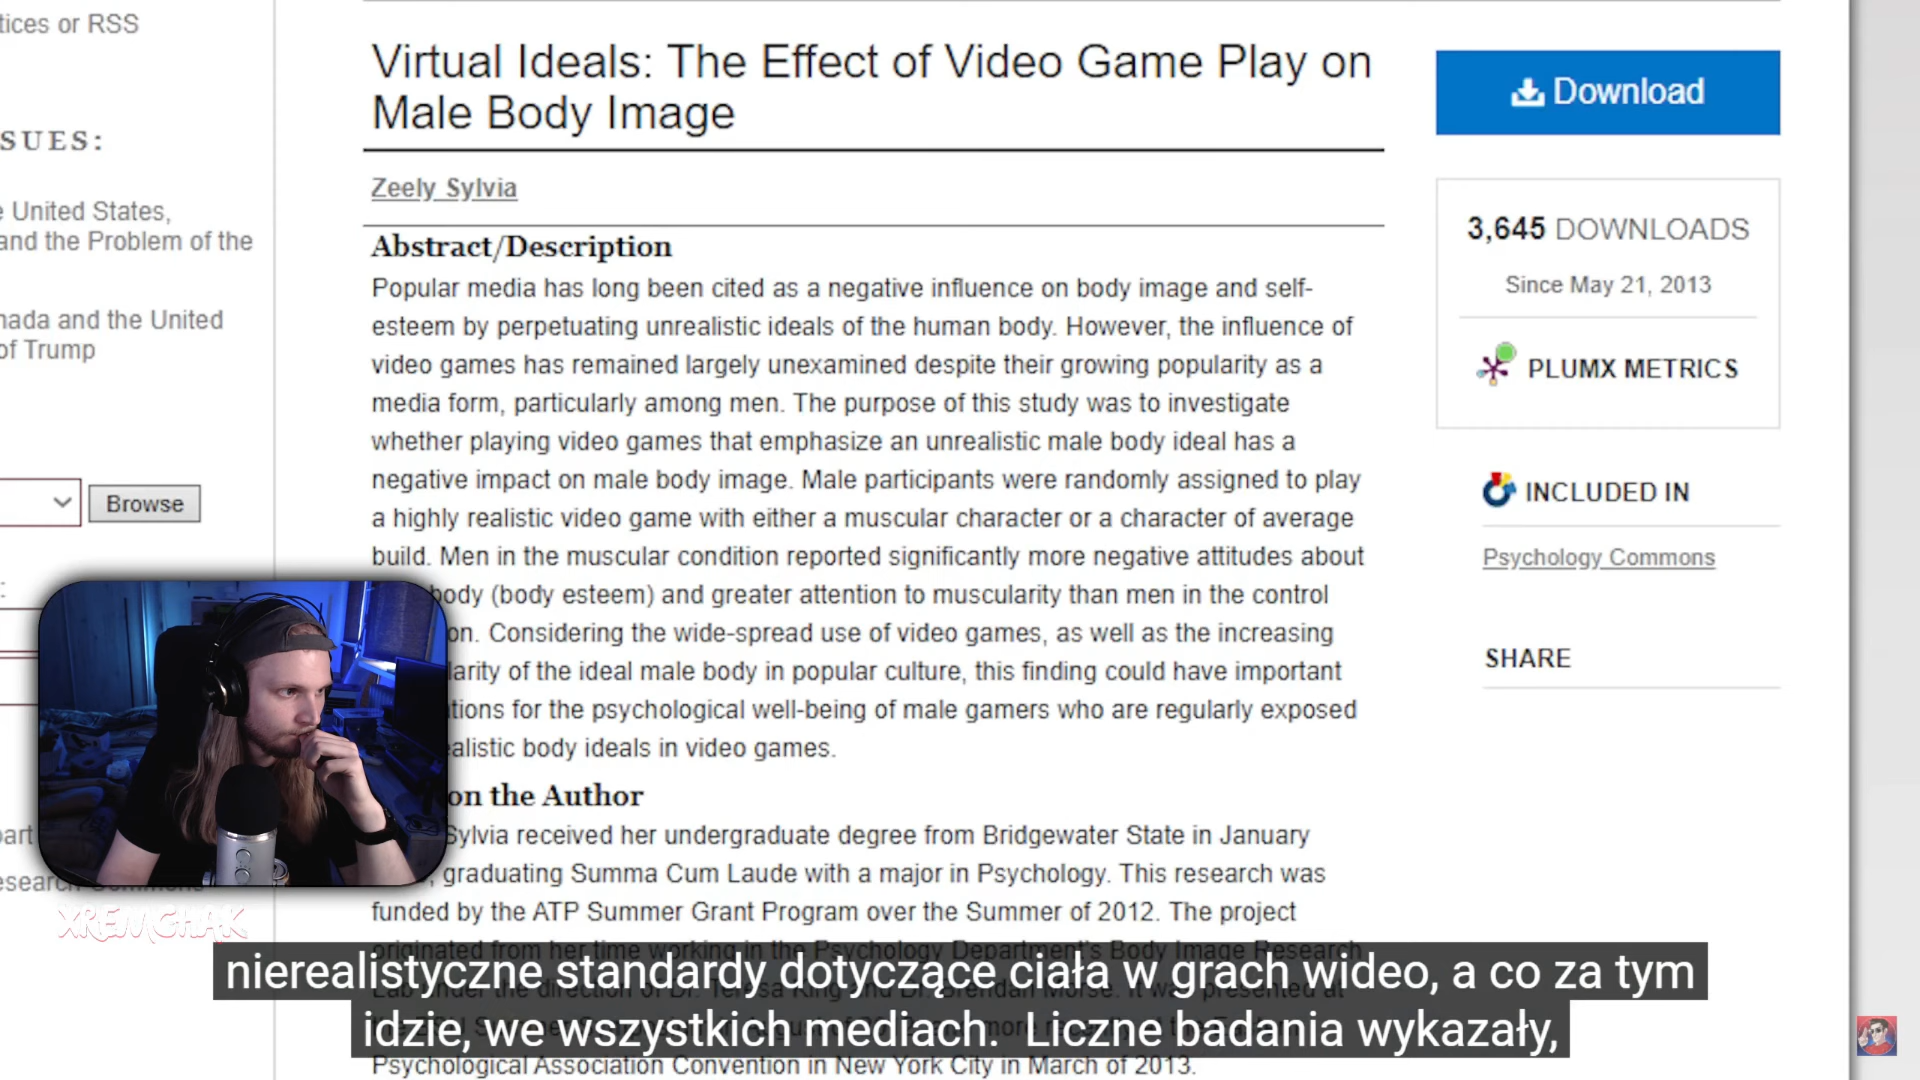 tices or RSS
SUES:
United States,
and the Problem of the
nada and the United
of Trump
Browse
Virtual Ideals: The Effect of Video Game Play on
Male Body Image
Zeely Sylvia
Abstract/Description
Popular media has long been cited as a negative influence on body image and self-
esteem by perpetuating unrealistic ideals of the human body. However, the influence of
video games has remained largely unexamined despite their growing popularity as a
media form, particularly among men. The purpose of this study was to investigate
whether playing video games that emphasize an unrealistic male body ideal has a
negative impact on male body image. Male participants were randomly assigned to play
a highly realistic video game with either a muscular character or a character of average
build. Men in the muscular condition reported significantly more negative attitudes about
body (body esteem) and greater attention to muscularity than men in the control
on. Considering the wide-spread use of video games, as well as the increasing
larity of the ideal male body in popular culture, this finding could have important
tions for the psychological well-being of male gamers who are regularly exposed
alistic body ideals in video games.
on the Author
Sylvia received her undergraduate degree from Bridgewater State in January
, graduating Summa Cum Laude with a major in Psychology. This research was
funded by the ATP Summer Grant Program over the Summer of 2012. The project
originated from her time working in the Psychology Department's Body Image Research
Psychological Association Convention in New York City in March of 2013.
Download
3,645 DOWNLOADS
Since May 21, 2013
PLUMX METRICS
INCLUDED IN
Psychology Commons
SHARE
XREMGHAK
nierealistyczne standardy dotyczące ciała w grach wideo, a co za tym
idzie, we wszystkich mediach. Liczne badania wykazały,